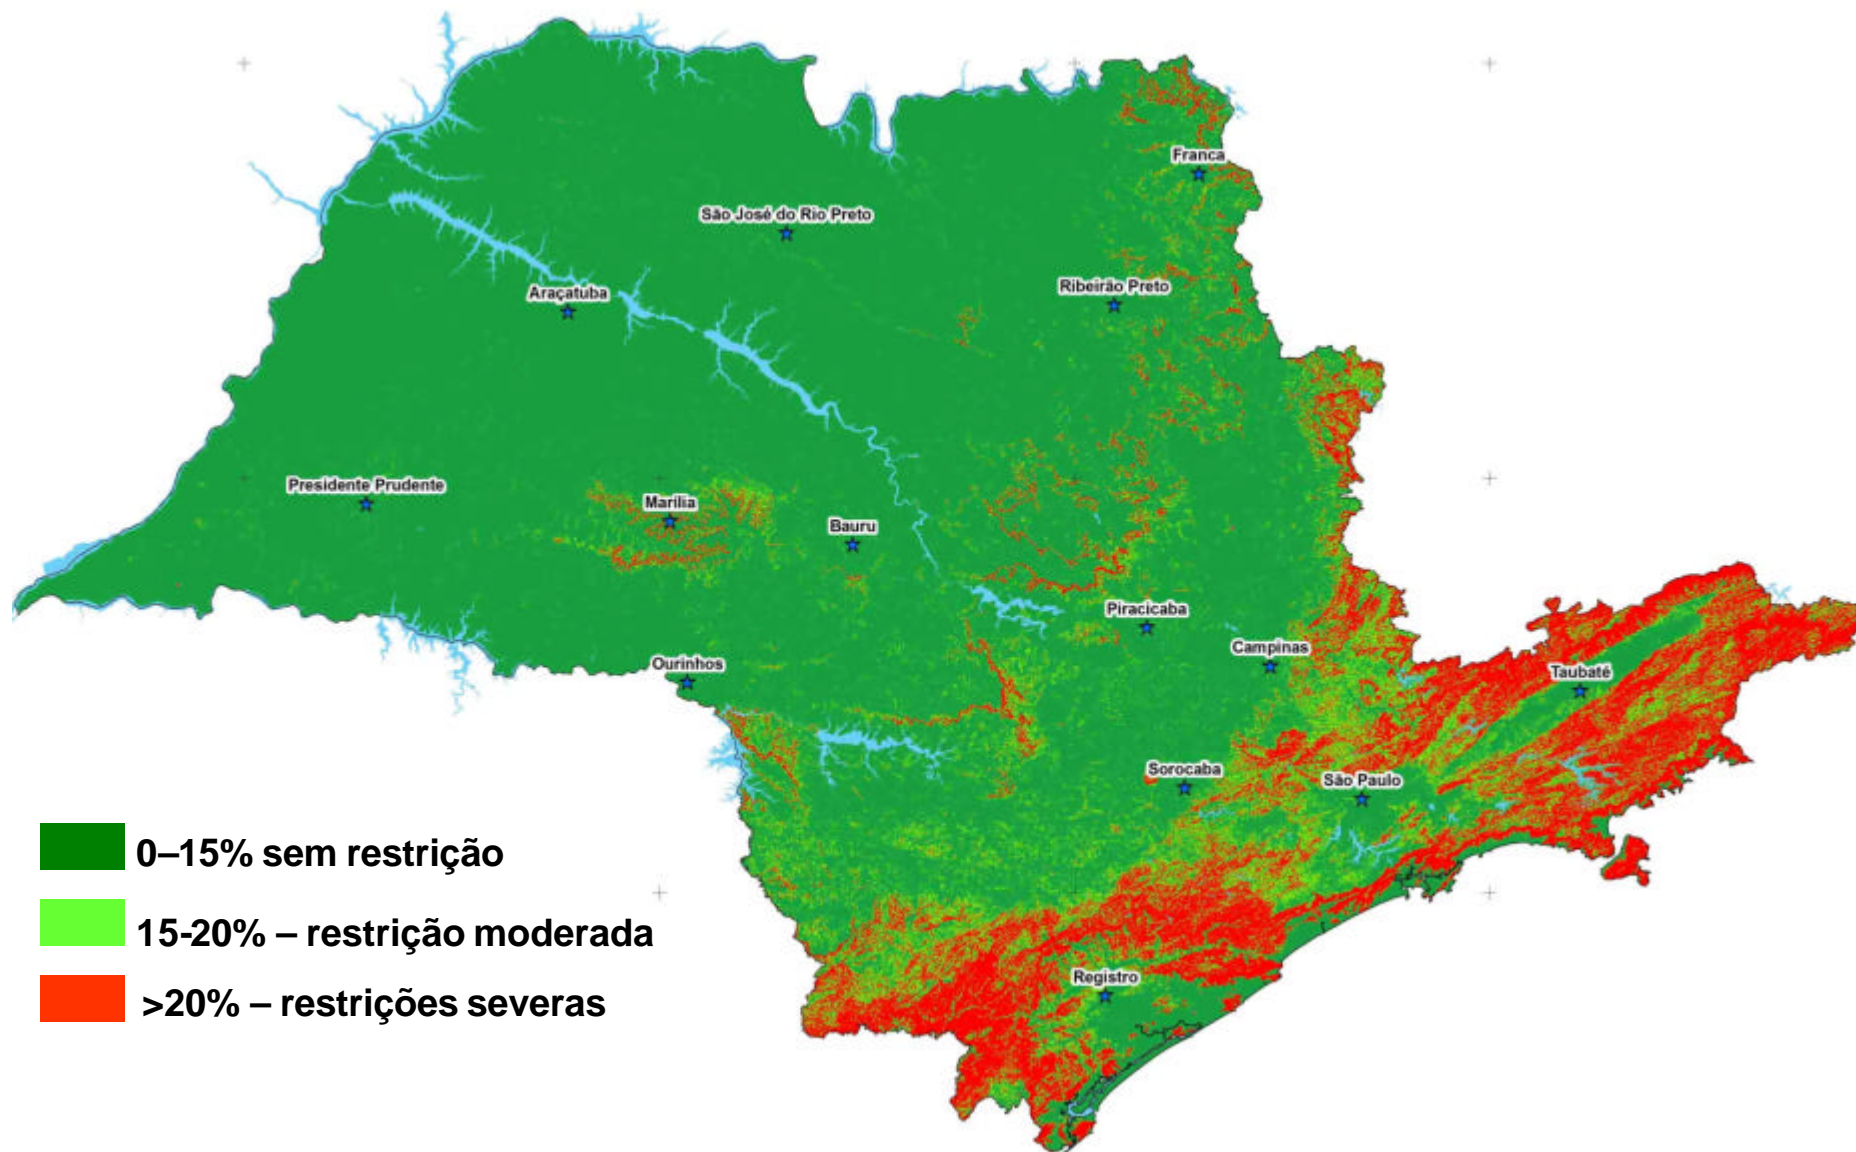 Franca
São José do Rio Preto
Ribeirão Preto
Araçatuba
Presidente Prudente
Marília
Bauru
Piracicaba
Campinas
Ourinhos
Taubaté
Sorocaba
São Paulo
Registro
0–15% sem restrição
15-20% – restrição moderada
>20% – restrições severas